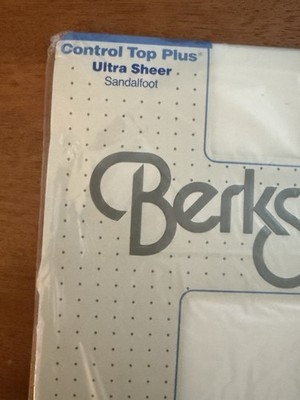 Control Top Plus®
Ultra Sheer
Sandalfoot
Berks